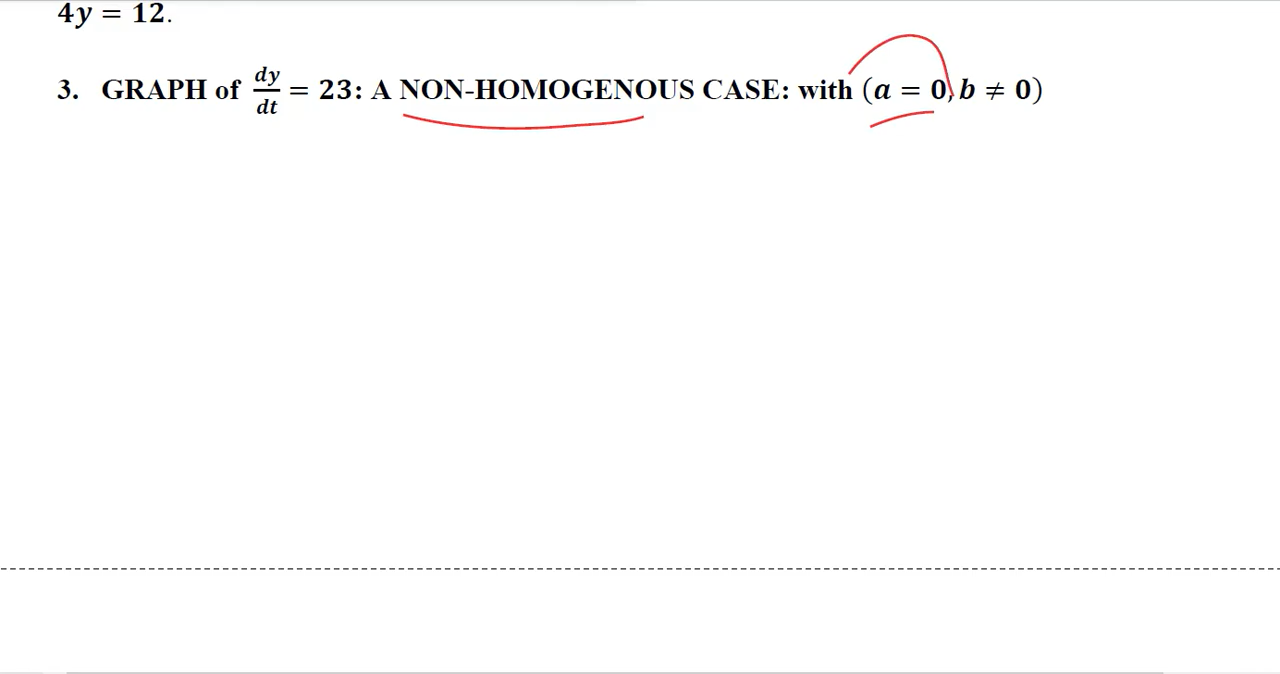 4y = 12.
3. GRAPH of dy/dt = 23: A NON-HOMOGENOUS CASE: with (a = 0, b ≠ 0)